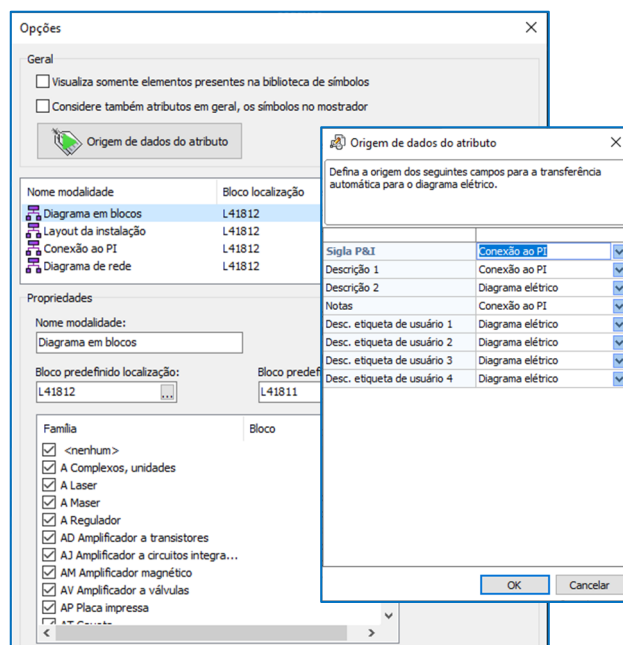 Opções
Geral
Visualiza somente elementos presentes na biblioteca de símbolos
Considere também atributos em geral, os símbolos no mostrador
Origem de dados do atributo
Nome modalidade Bloco localização
Diagrama em blocos L41812
Layout da instalação L41812
Conexão ao PI L41812
Diagrama de rede L41812
Propriedades
Nome modalidade:
Diagrama em blocos
Bloco predefinido localização: Bloco predef
L41812 ... L41811
Família Bloco
<nenhum>
A Complexos, unidades
A Laser
A Maser
A Regulador
AD Amplificador a transistores
AJ Amplificador a circuitos integra...
AM Amplificador magnético
AV Amplificador a válvulas
AP Placa impressa
Origem de dados do atributo
Defina a origem dos seguintes campos para a transferência
automática para o diagrama elétrico.
Sigla P&I Conexão ao PI
Descrição 1 Conexão ao PI
Descrição 2 Diagrama elétrico
Notas Conexão ao PI
Desc. etiqueta de usuário 1 Diagrama elétrico
Desc. etiqueta de usuário 2 Diagrama elétrico
Desc. etiqueta de usuário 3 Diagrama elétrico
Desc. etiqueta de usuário 4 Diagrama elétrico
OK Cancelar